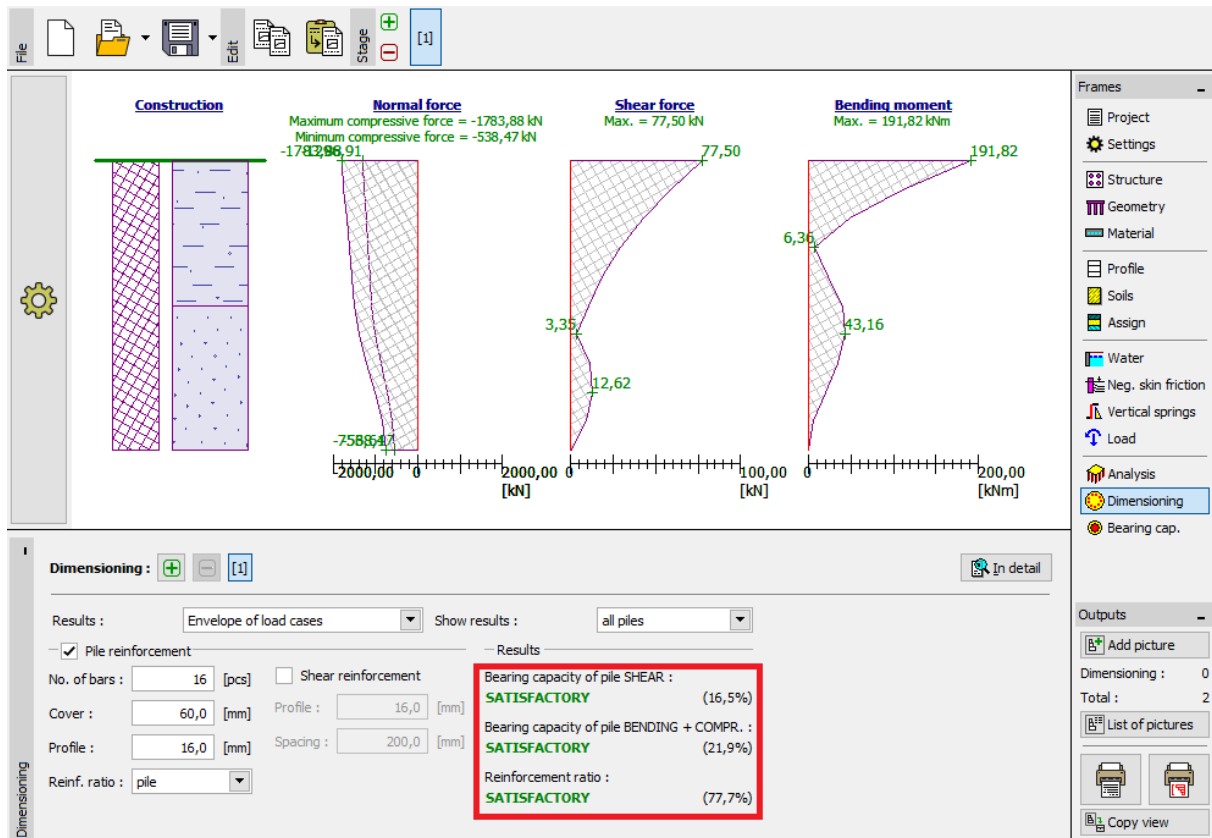 File
Edit
Stage
[1]
Construction
Normal force
Maximum compressive force = -1783,88 kN
Minimum compressive force = -538,47 kN
Shear force
Max. = 77,50 kN
Bending moment
Max. = 191,82 kNm
77,50
191,82
6,36
3,35
43,16
12,62
-2000,00 0 2000,00
[kN]
0 100,00
[kN]
0 200,00
[kNm]
Frames
Project
Settings
Structure
Geometry
Material
Profile
Soils
Assign
Water
Neg. skin friction
Vertical springs
Load
Analysis
Dimensioning
Bearing cap.
Dimensioning
Dimensioning : [1]
In detail
Results : Envelope of load cases
Show results : all piles
Pile reinforcement
No. of bars : 16 [pcs]
Cover : 60,0 [mm]
Profile : 16,0 [mm]
Reinf. ratio : pile
Shear reinforcement
Profile : 16,0 [mm]
Spacing : 200,0 [mm]
Results
Bearing capacity of pile SHEAR :
SATISFACTORY (16,5%)
Bearing capacity of pile BENDING + COMPR. :
SATISFACTORY (21,9%)
Reinforcement ratio :
SATISFACTORY (77,7%)
Outputs
Add picture
Dimensioning : 0
Total : 2
List of pictures
Copy view